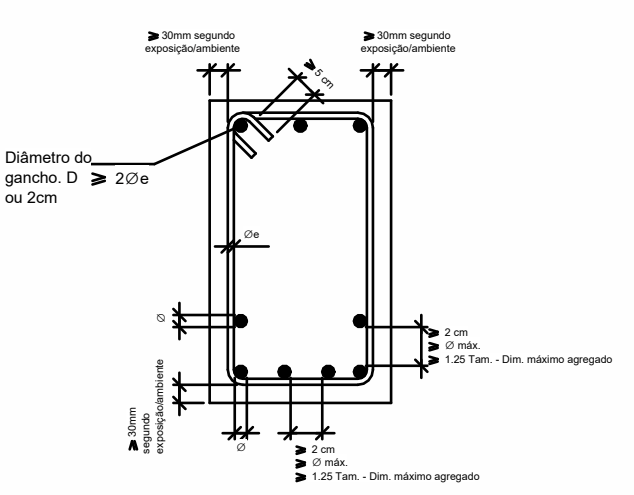 ≥ 30mm segundo
exposição/ambiente
≥ 30mm segundo
exposição/ambiente
≥ 5 cm
Diâmetro do
gancho. D ≥ 2∅e
ou 2cm
∅e
∅
≥ 2 cm
≥ ∅ máx.
≥ 1.25 Tam. - Dim. máximo agregado
≥ 30mm
segundo
exposição/ambiente
∅
≥ 2 cm
≥ ∅ máx.
≥ 1.25 Tam. - Dim. máximo agregado